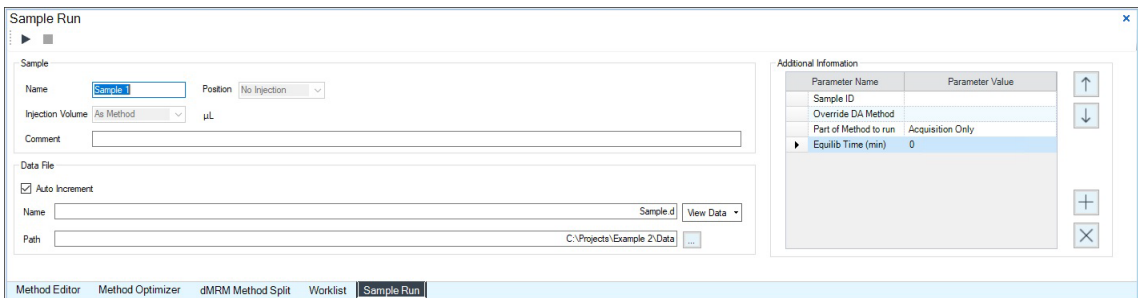 Sample Run
Sample
Name Sample 1 Position No Injection
Injection Volume As Method µL
Comment
Data File
Auto Increment
Name Sample.d View Data
Path C:\Projects\Example 2\Data ...
Additional Information
Parameter Name Parameter Value
Sample ID
Override DA Method
Part of Method to run Acquisition Only
Equilib Time (min) 0
Method Editor Method Optimizer dMRM Method Split Worklist Sample Run